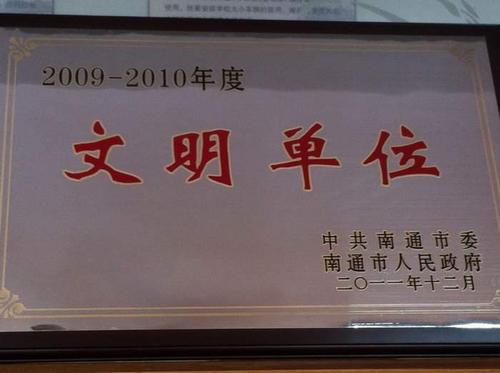 2009-2010年度
文明单位
中共南通市委
南通市人民政府
二〇一一年十二月